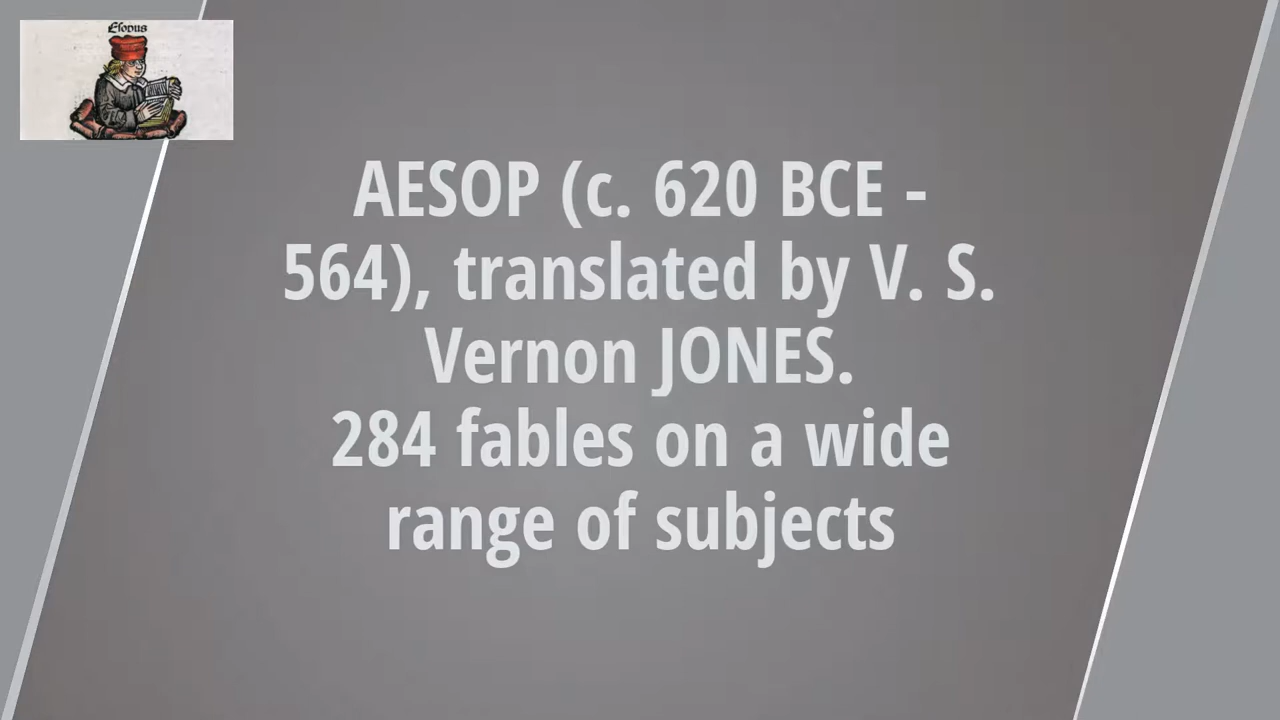 Esopus
AESOP (c. 620 BCE -
564), translated by V. S.
Vernon JONES.
284 fables on a wide
range of subjects